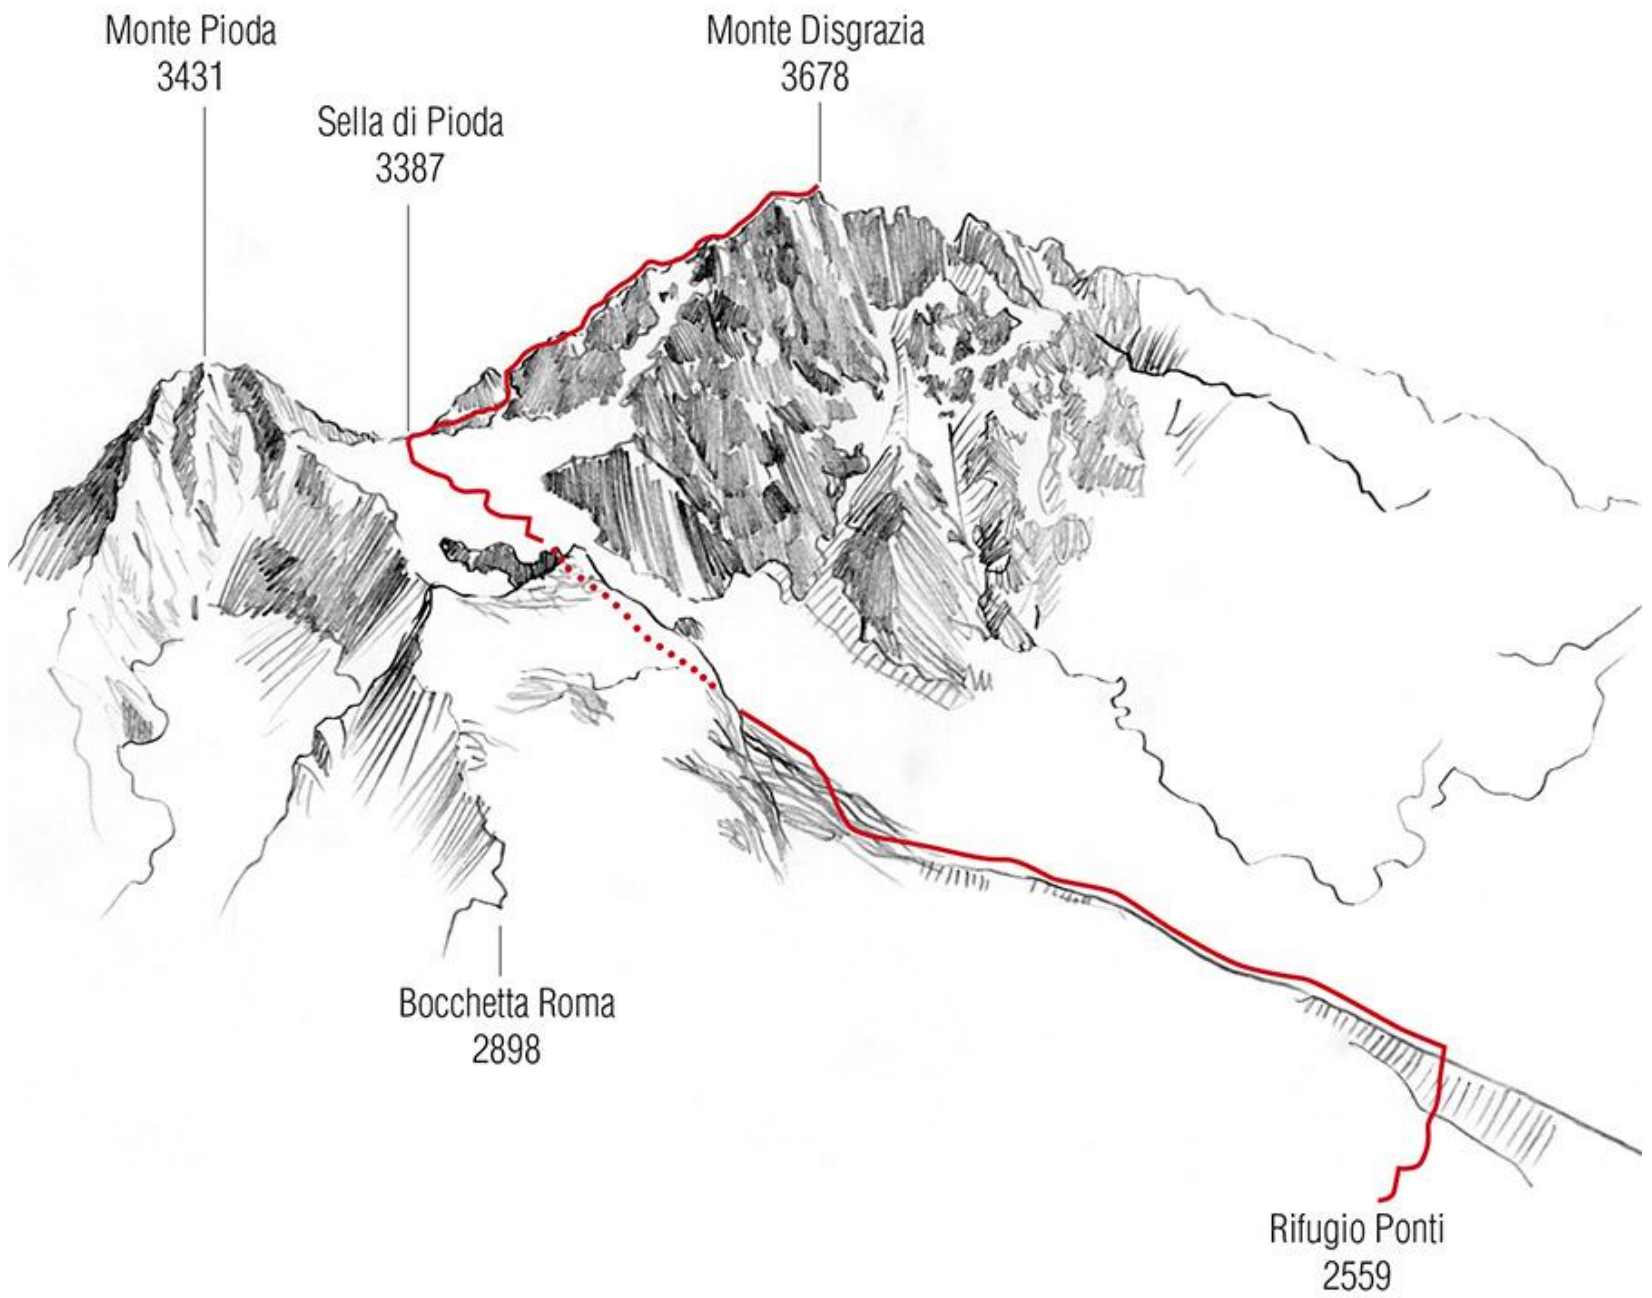 Monte Pioda
3431
Monte Disgrazia
3678
Sella di Pioda
3387
Bocchetta Roma
2898
Rifugio Ponti
2559